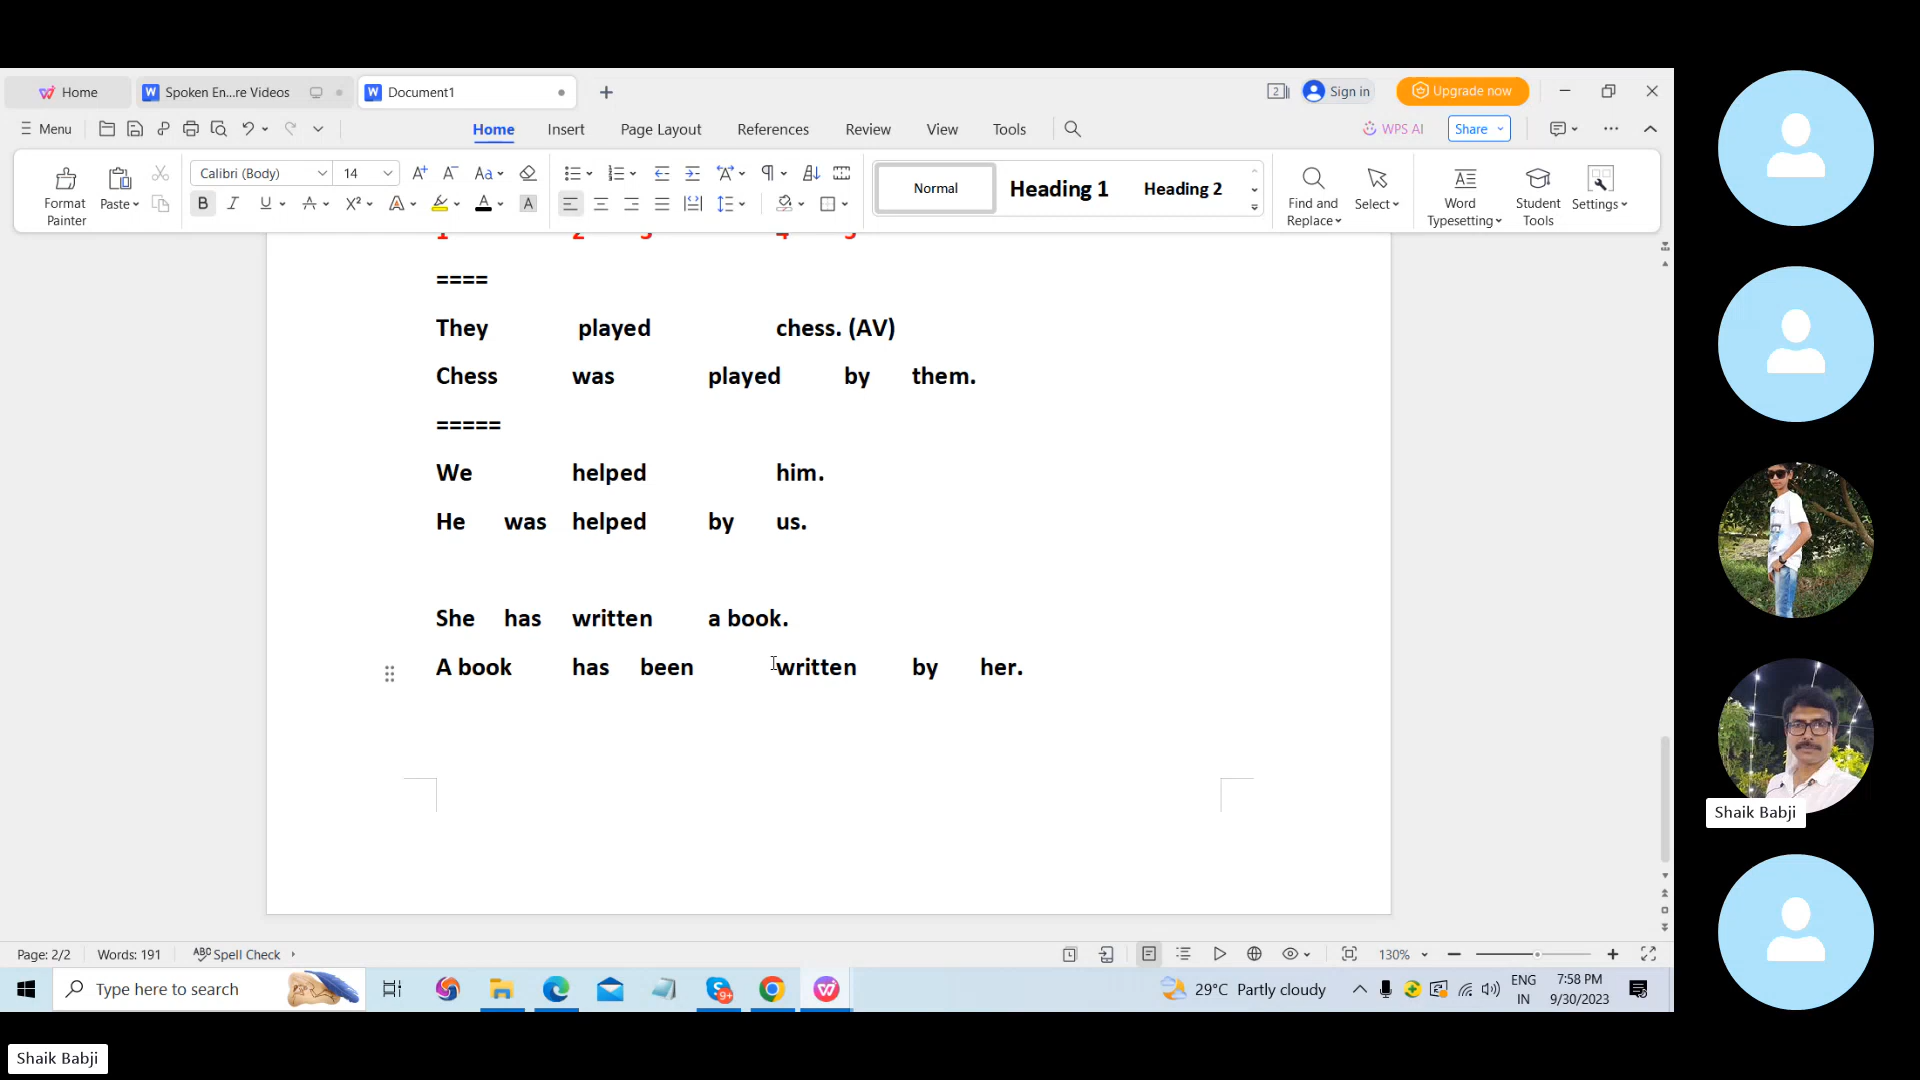 Home
Spoken En...re Videos
Document1
2
Sign in
Upgrade now
Menu
Home
Insert
Page Layout
References
Review
View
Tools
WPS AI
Share
Format
Painter
Paste
Calibri (Body)
14
Normal
Heading 1
Heading 2
Find and
Replace
Select
Word
Typesetting
Student
Tools
Settings
====
They played chess. (AV)
Chess was played by them.
=====
We helped him.
He was helped by us.
She has written a book.
A book has been written by her.
Page: 2/2
Words: 191
Spell Check
130%
Type here to search
9+
29°C Partly cloudy
ENG
IN
7:58 PM
9/30/2023
Shaik Babji
Shaik Babji